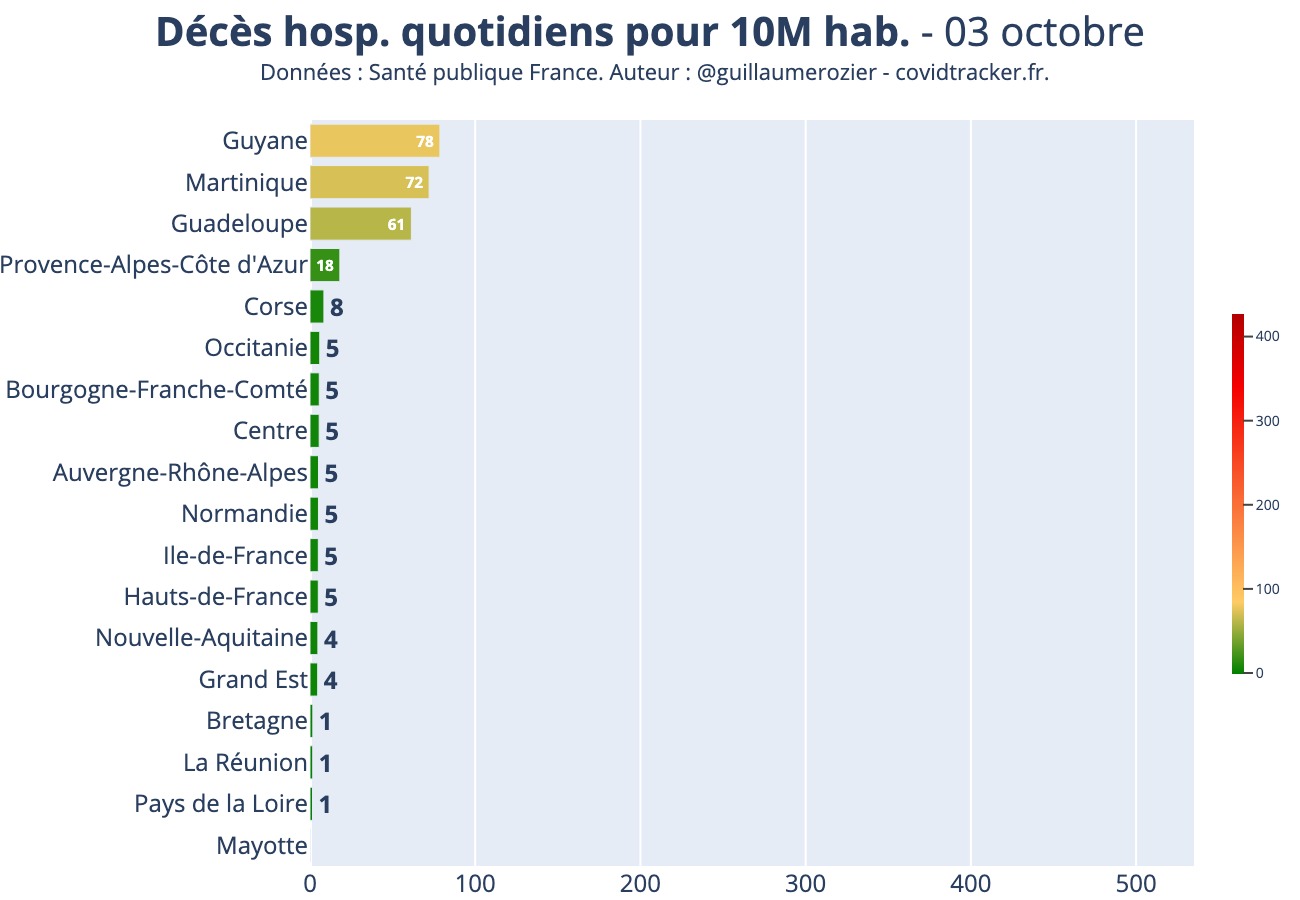 Décès hosp. quotidiens pour 10M hab. - 03 octobre
Données : Santé publique France. Auteur : @guillaumerozier - covidtracker.fr.
Guyane 78
Martinique 72
Guadeloupe 61
Provence-Alpes-Côte d'Azur 18
Corse 8
Occitanie 5
Bourgogne-Franche-Comté 5
Centre 5
Auvergne-Rhône-Alpes 5
Normandie 5
Ile-de-France 5
Hauts-de-France 5
Nouvelle-Aquitaine 4
Grand Est 4
Bretagne 1
La Réunion 1
Pays de la Loire 1
Mayotte
0 100 200 300 400 500
400
300
200
100
0